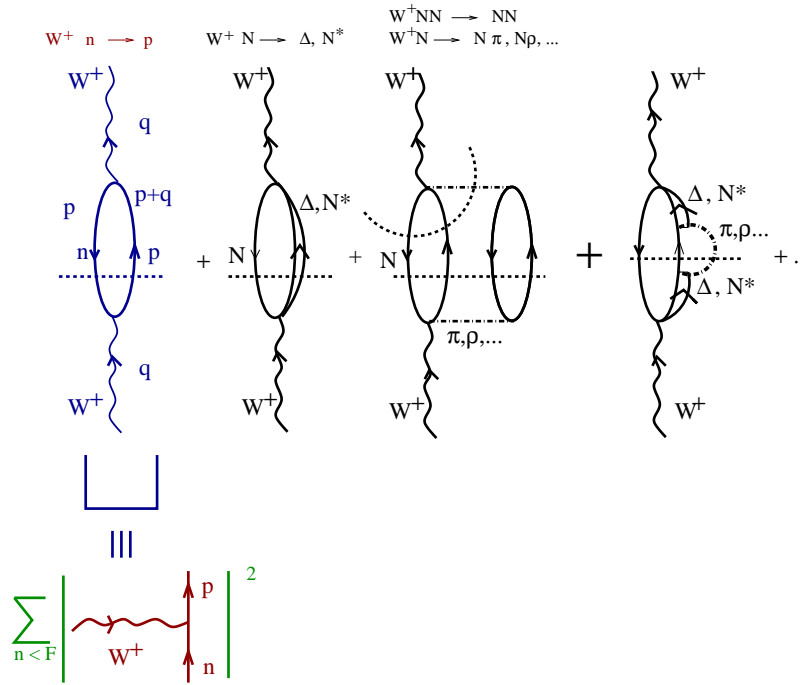 W⁺NN → NN
W⁺ n → p
W⁺ N → Δ, N*
W⁺N → N π, Nρ, ...
W⁺
W⁺
W⁺
W⁺
q
p
p+q
n
p
q
W⁺
+
Δ,N*
N
+
N
π,ρ,...
+
Δ, N*
π,ρ...
Δ, N*
+ .
W⁺
∑
n < F
2
p
W⁺
n